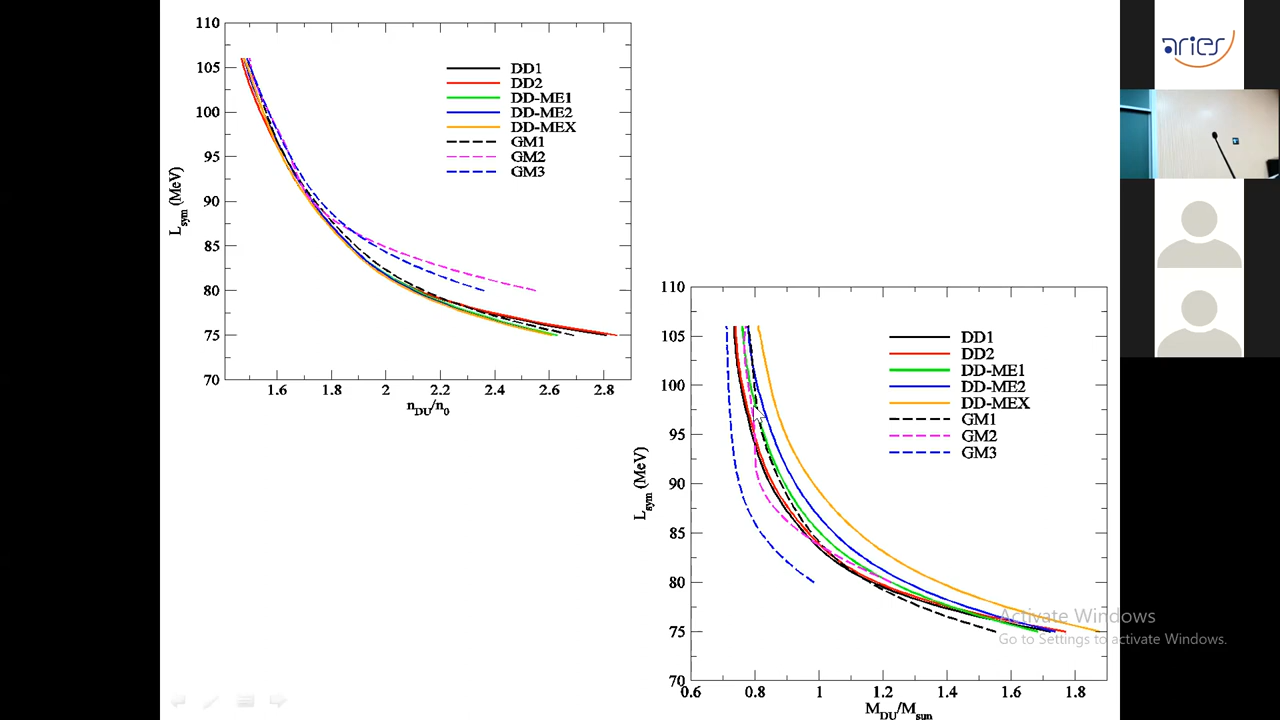 110
105
100
95
90
85
80
75
70
L_sym (MeV)
DD1
DD2
DD-ME1
DD-ME2
DD-MEX
GM1
GM2
GM3
1.6
1.8
2
2.2
2.4
2.6
2.8
n_DU/n_0
110
105
100
95
90
85
80
75
70
L_sym (MeV)
DD1
DD2
DD-ME1
DD-ME2
DD-MEX
GM1
GM2
GM3
0.6
0.8
1
1.2
1.4
1.6
1.8
M_DU/M_sun
Activate Windows
Go to Settings to activate Windows.
aries